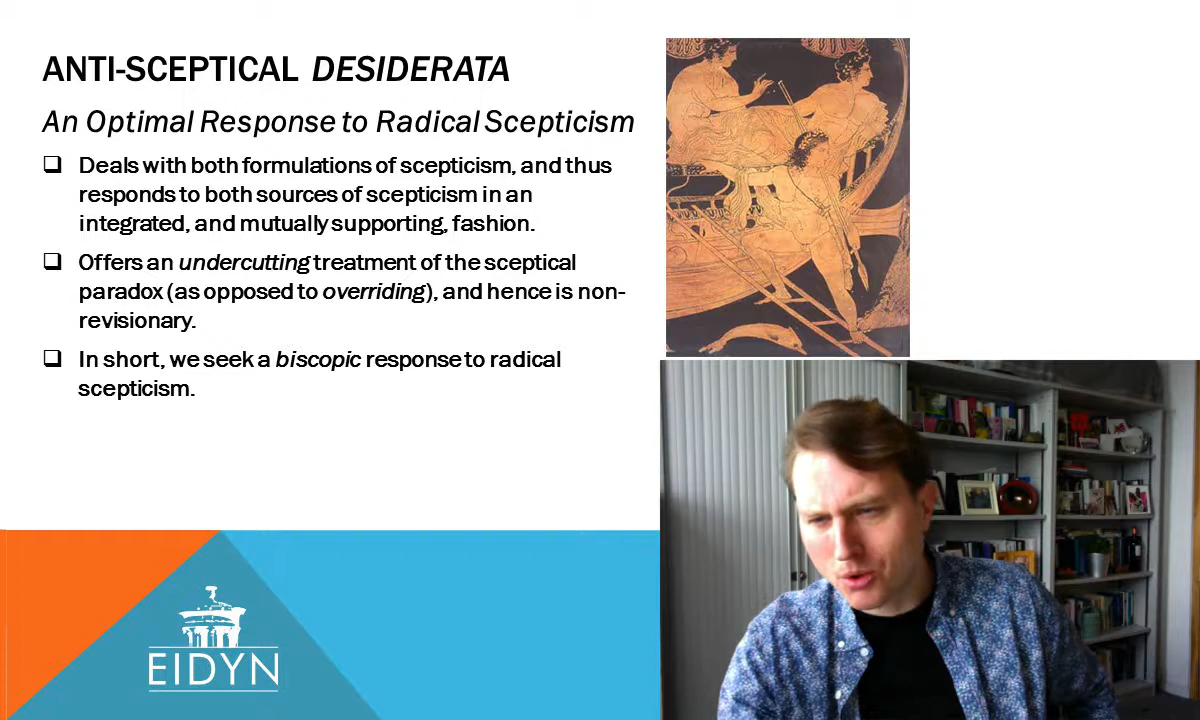 ANTI-SCEPTICAL DESIDERATA
An Optimal Response to Radical Scepticism
Deals with both formulations of scepticism, and thus
responds to both sources of scepticism in an
integrated, and mutually supporting, fashion.
Offers an undercutting treatment of the sceptical
paradox (as opposed to overriding), and hence is non-
revisionary.
In short, we seek a biscopic response to radical
scepticism.
EIDYN